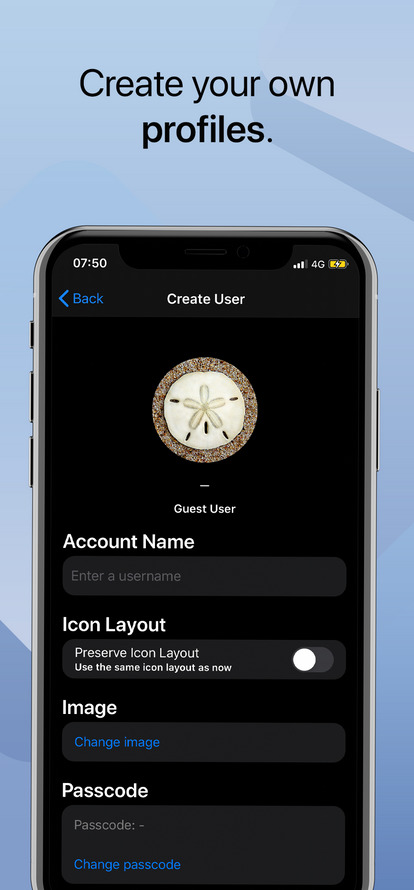 Create your own
profiles.
07:50
4G
Back
Create User
–
Guest User
Account Name
Enter a username
Icon Layout
Preserve Icon Layout
Use the same icon layout as now
Image
Change image
Passcode
Passcode: -
Change passcode